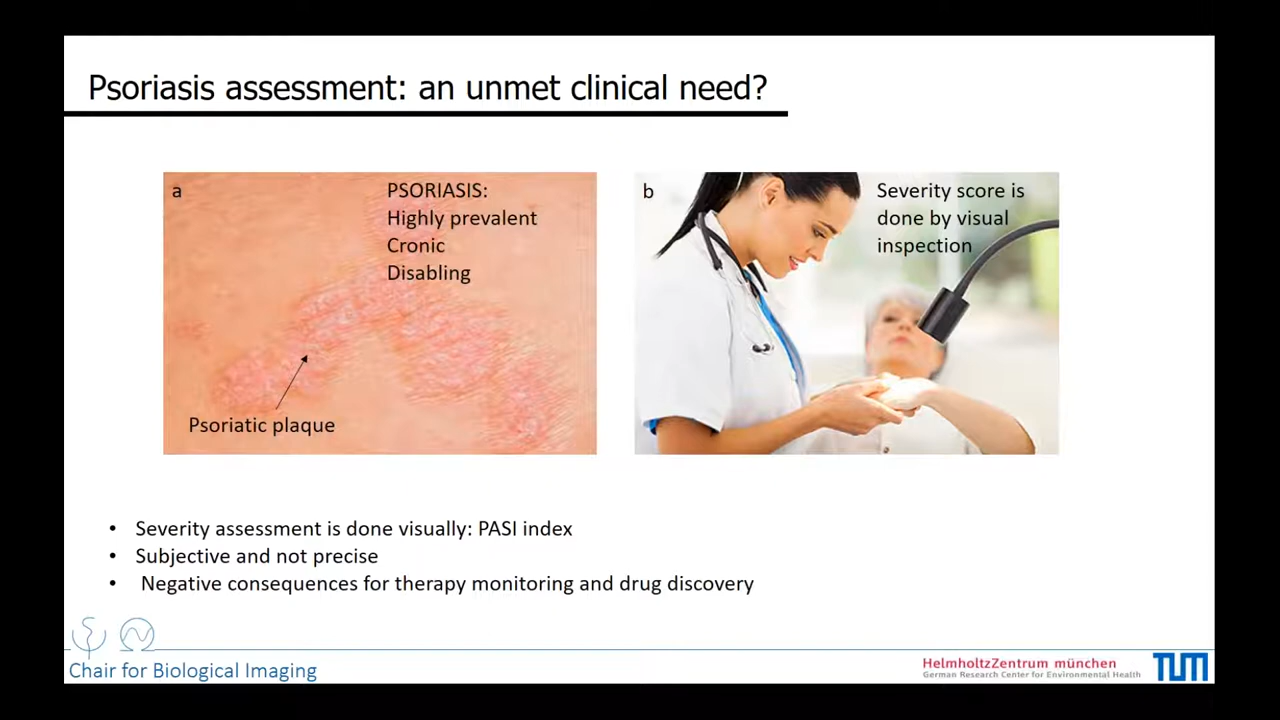 Psoriasis assessment: an unmet clinical need?
a
PSORIASIS:
Highly prevalent
Cronic
Disabling
Psoriatic plaque
b
Severity score is
done by visual
inspection
• Severity assessment is done visually: PASI index
• Subjective and not precise
• Negative consequences for therapy monitoring and drug discovery
Chair for Biological Imaging
HelmholtzZentrum münchen
German Research Center for Environmental Health
TUM